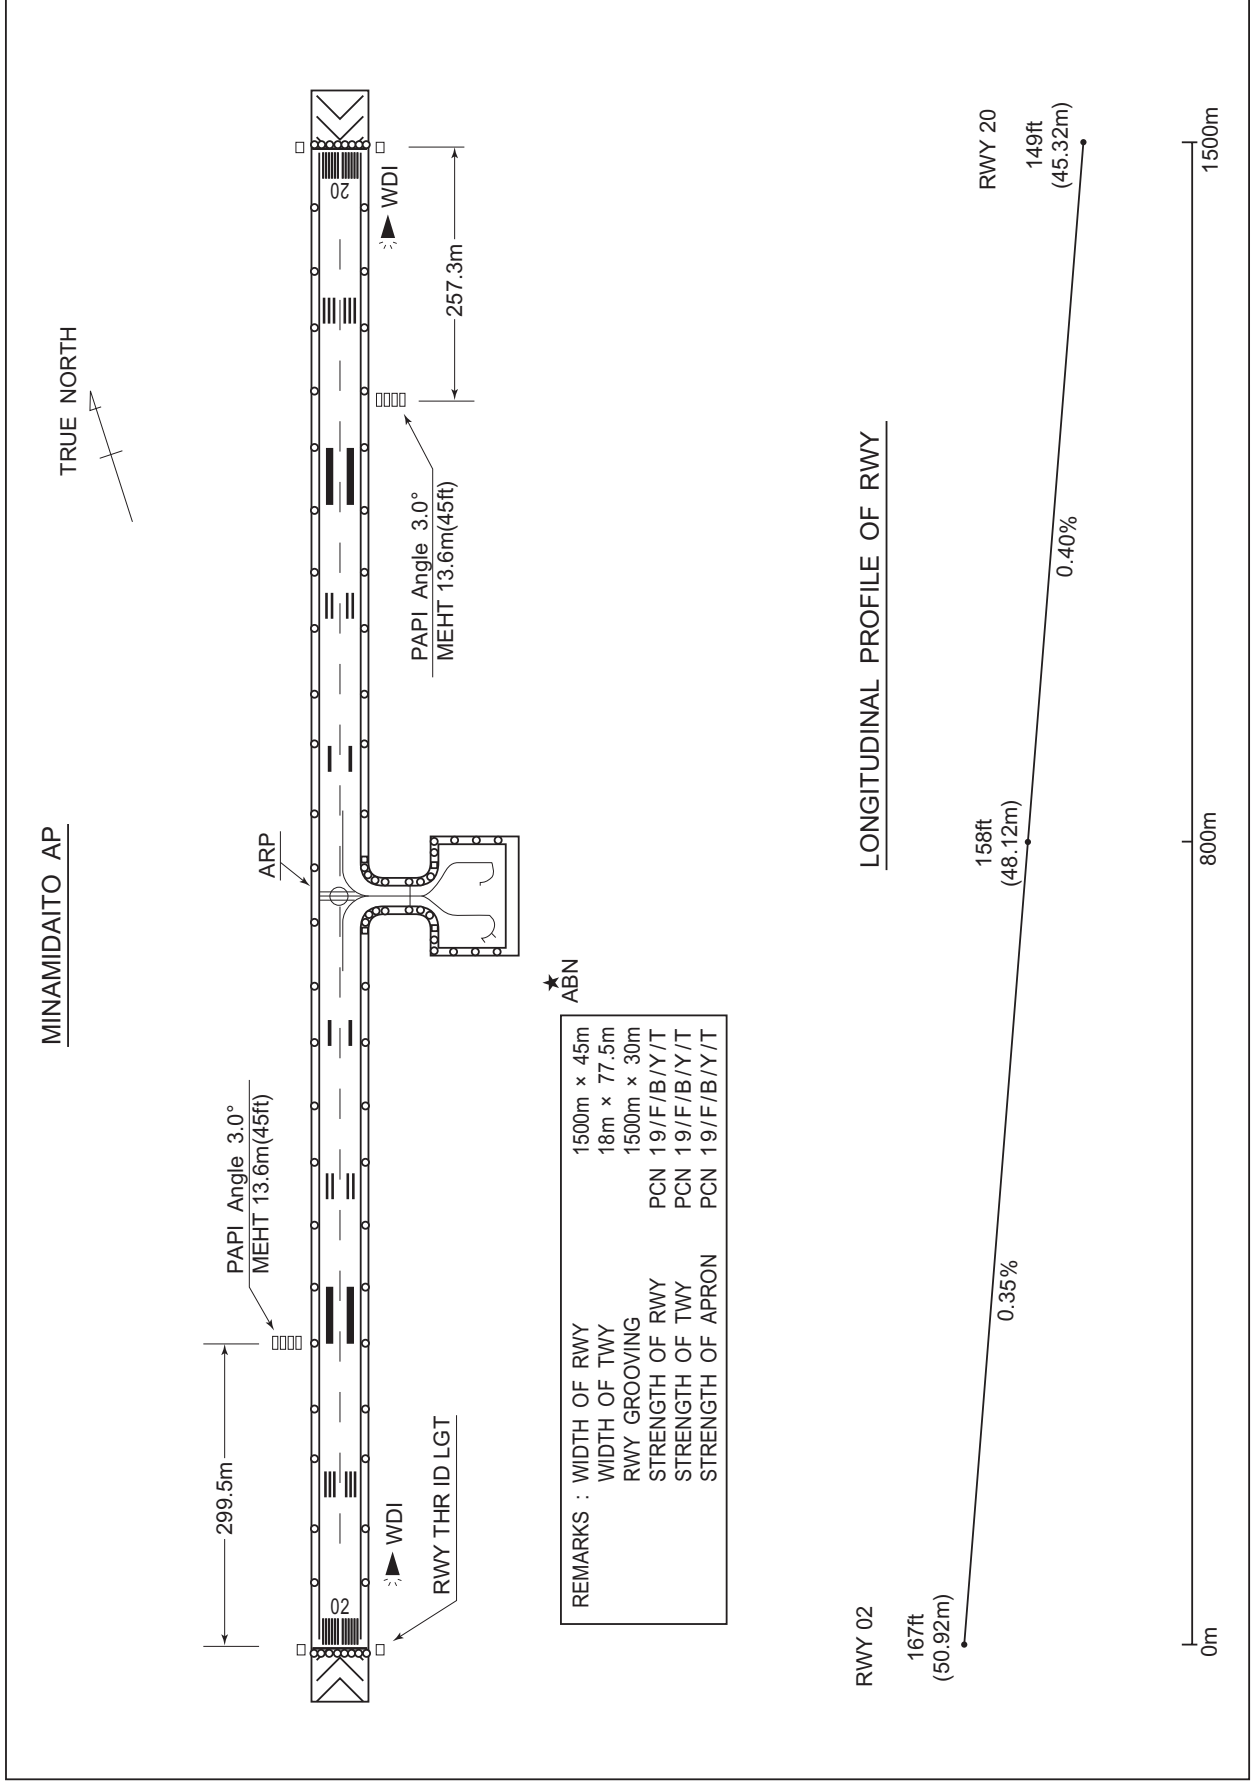 MINAMIDAITO AP
TRUE NORTH
299.5m
PAPI Angle 3.0°
MEHT 13.6m(45ft)
ARP
02
20
WDI
WDI
RWY THR ID LGT
PAPI Angle 3.0°
MEHT 13.6m(45ft)
257.3m
ABN
REMARKS : WIDTH OF RWY 1500m × 45m
WIDTH OF TWY 18m × 77.5m
RWY GROOVING 1500m × 30m
STRENGTH OF RWY PCN 19/F/B/Y/T
STRENGTH OF TWY PCN 19/F/B/Y/T
STRENGTH OF APRON PCN 19/F/B/Y/T
LONGITUDINAL PROFILE OF RWY
RWY 02
167ft
(50.92m)
0.35%
158ft
(48.12m)
0.40%
RWY 20
149ft
(45.32m)
0m
800m
1500m